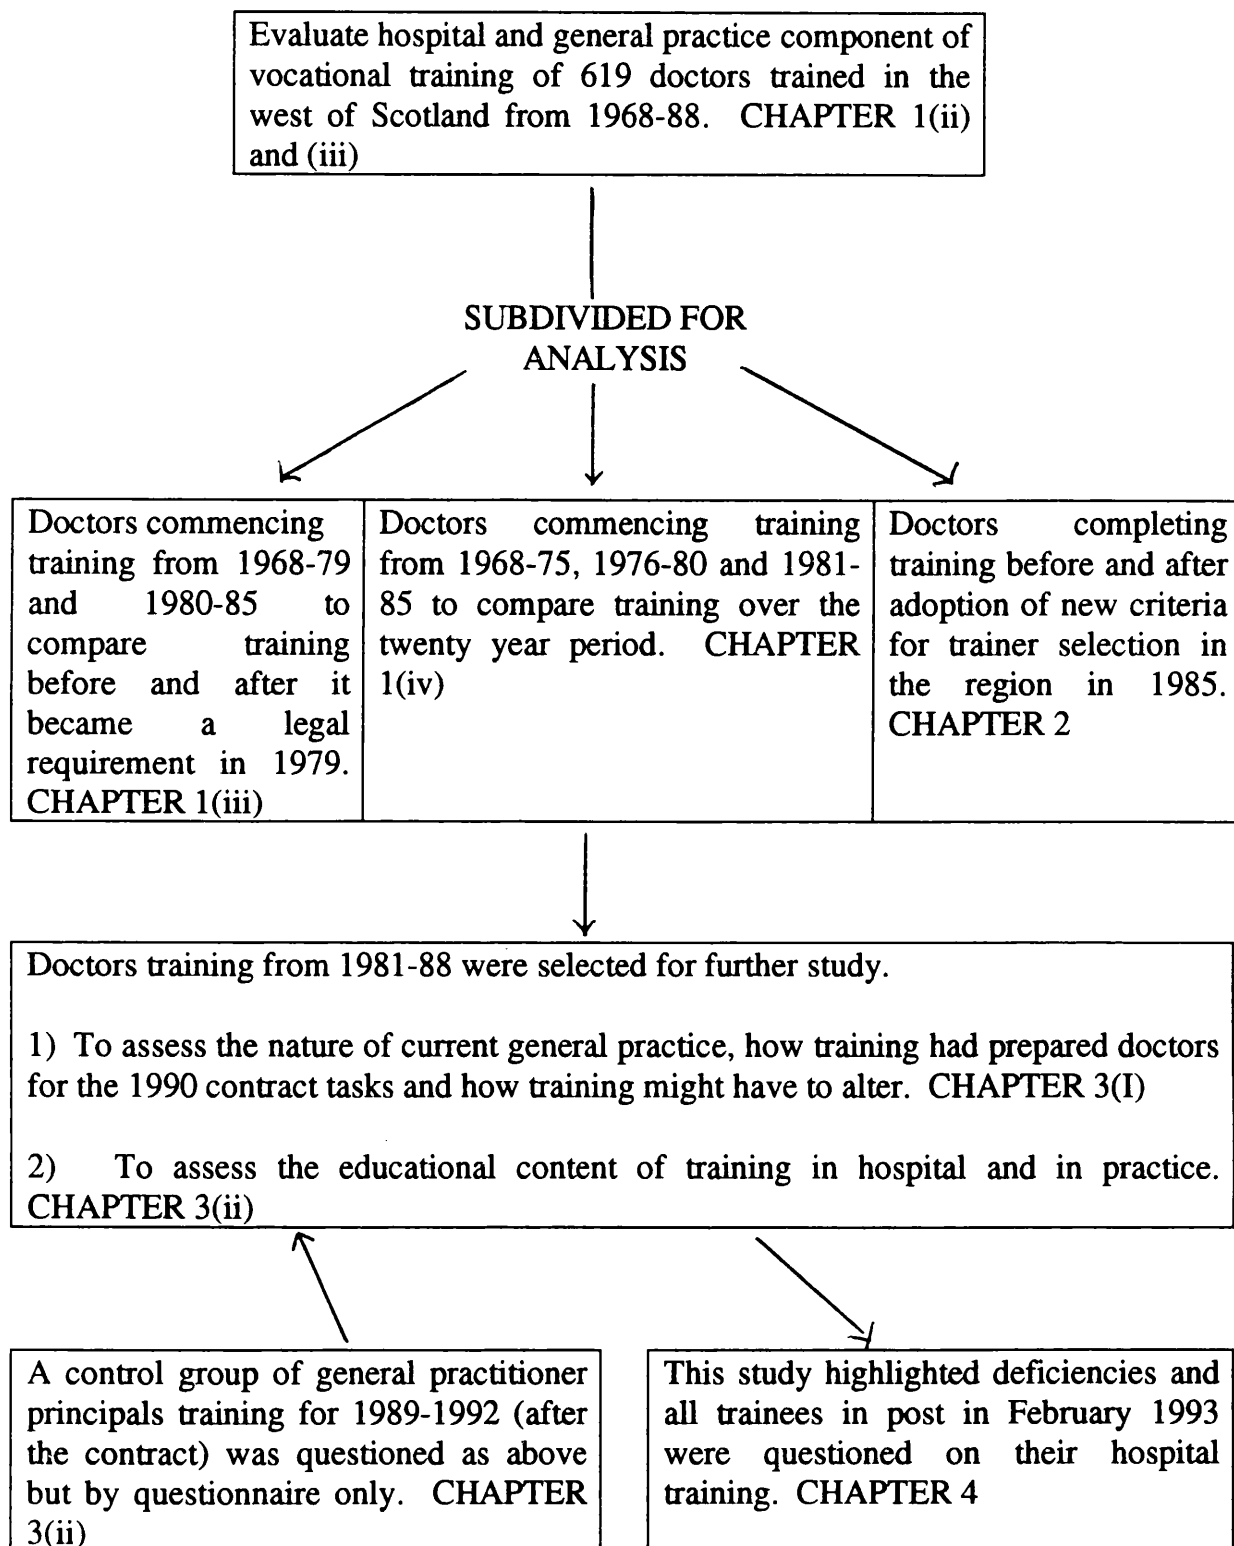 Evaluate hospital and general practice component of
vocational training of 619 doctors trained in the
west of Scotland from 1968-88. CHAPTER 1(ii)
and (iii)
SUBDIVIDED FOR
ANALYSIS
Doctors commencing
training from 1968-79
and 1980-85 to
compare training
before and after it
became a legal
requirement in 1979.
CHAPTER 1(iii)
Doctors commencing training
from 1968-75, 1976-80 and 1981-
85 to compare training over the
twenty year period. CHAPTER
1(iv)
Doctors completing
training before and after
adoption of new criteria
for trainer selection in
the region in 1985.
CHAPTER 2
Doctors training from 1981-88 were selected for further study.
1) To assess the nature of current general practice, how training had prepared doctors
for the 1990 contract tasks and how training might have to alter. CHAPTER 3(I)
2) To assess the educational content of training in hospital and in practice.
CHAPTER 3(ii)
A control group of general practitioner
principals training for 1989-1992 (after
the contract) was questioned as above
but by questionnaire only. CHAPTER
3(ii)
This study highlighted deficiencies and
all trainees in post in February 1993
were questioned on their hospital
training. CHAPTER 4